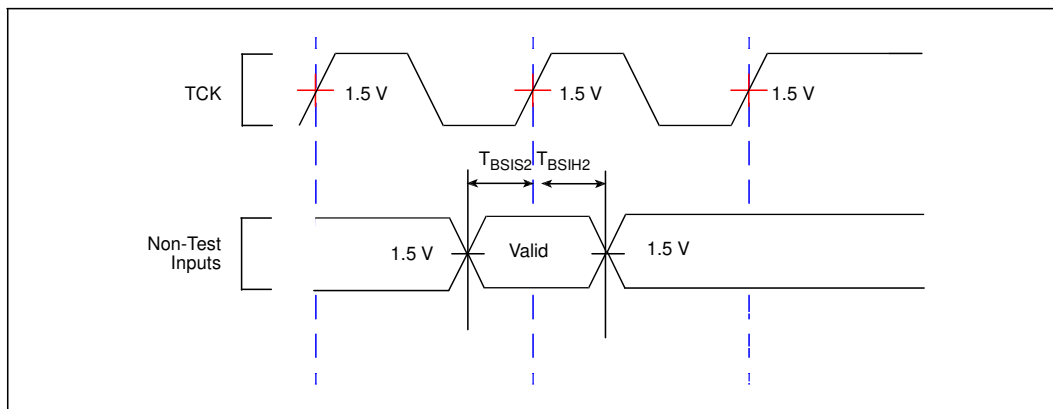 TCK
1.5 V
1.5 V
1.5 V
TBSIS2
TBSIH2
Non-Test
Inputs
1.5 V
Valid
1.5 V